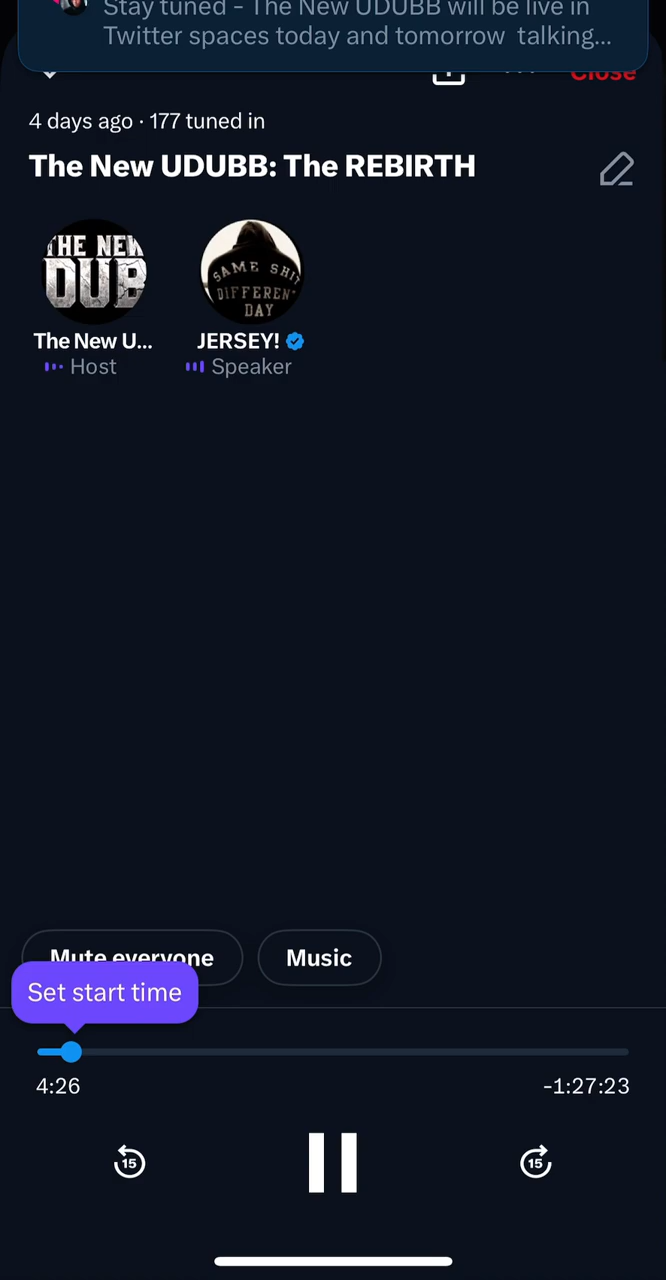 Stay tuned - The New UDUBB will be live in
Twitter spaces today and tomorrow talking...
Close
4 days ago · 177 tuned in
The New UDUBB: The REBIRTH
THE NEW
DUB
SAME SHIT
DIFFERENT
DAY
The New U... JERSEY!
Host Speaker
Mute everyone Music
Set start time
4:26 -1:27:23
15 15